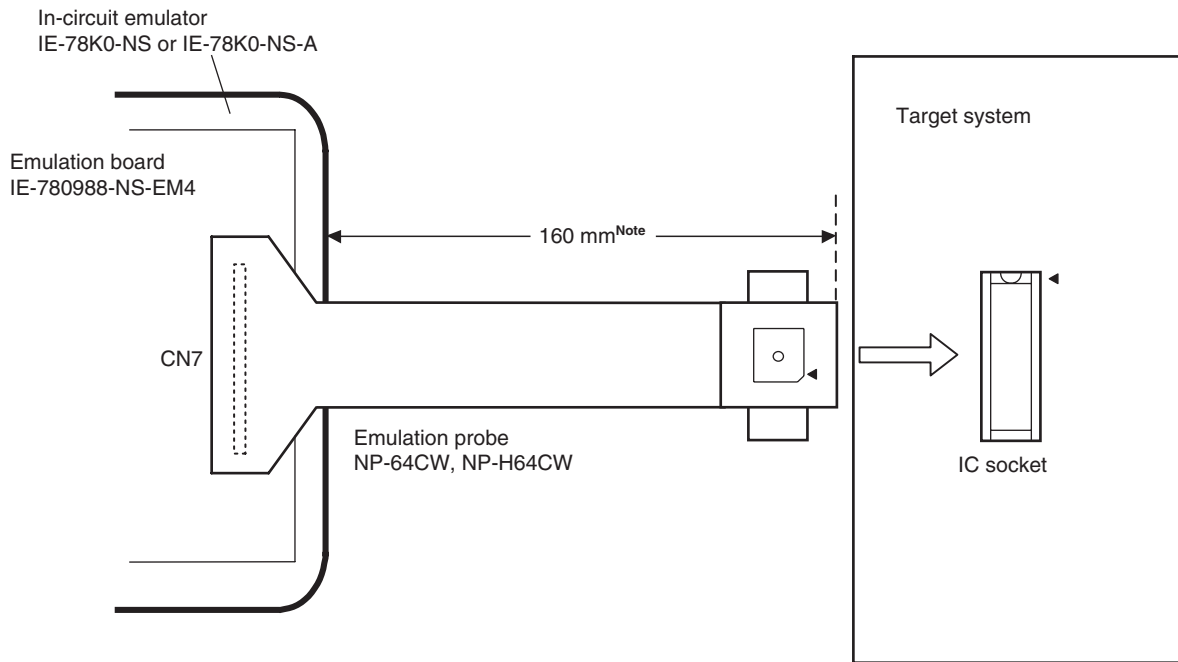 In-circuit emulator
IE-78K0-NS or IE-78K0-NS-A
Target system
Emulation board
IE-780988-NS-EM4
160 mmNote
CN7
Emulation probe
NP-64CW, NP-H64CW
IC socket